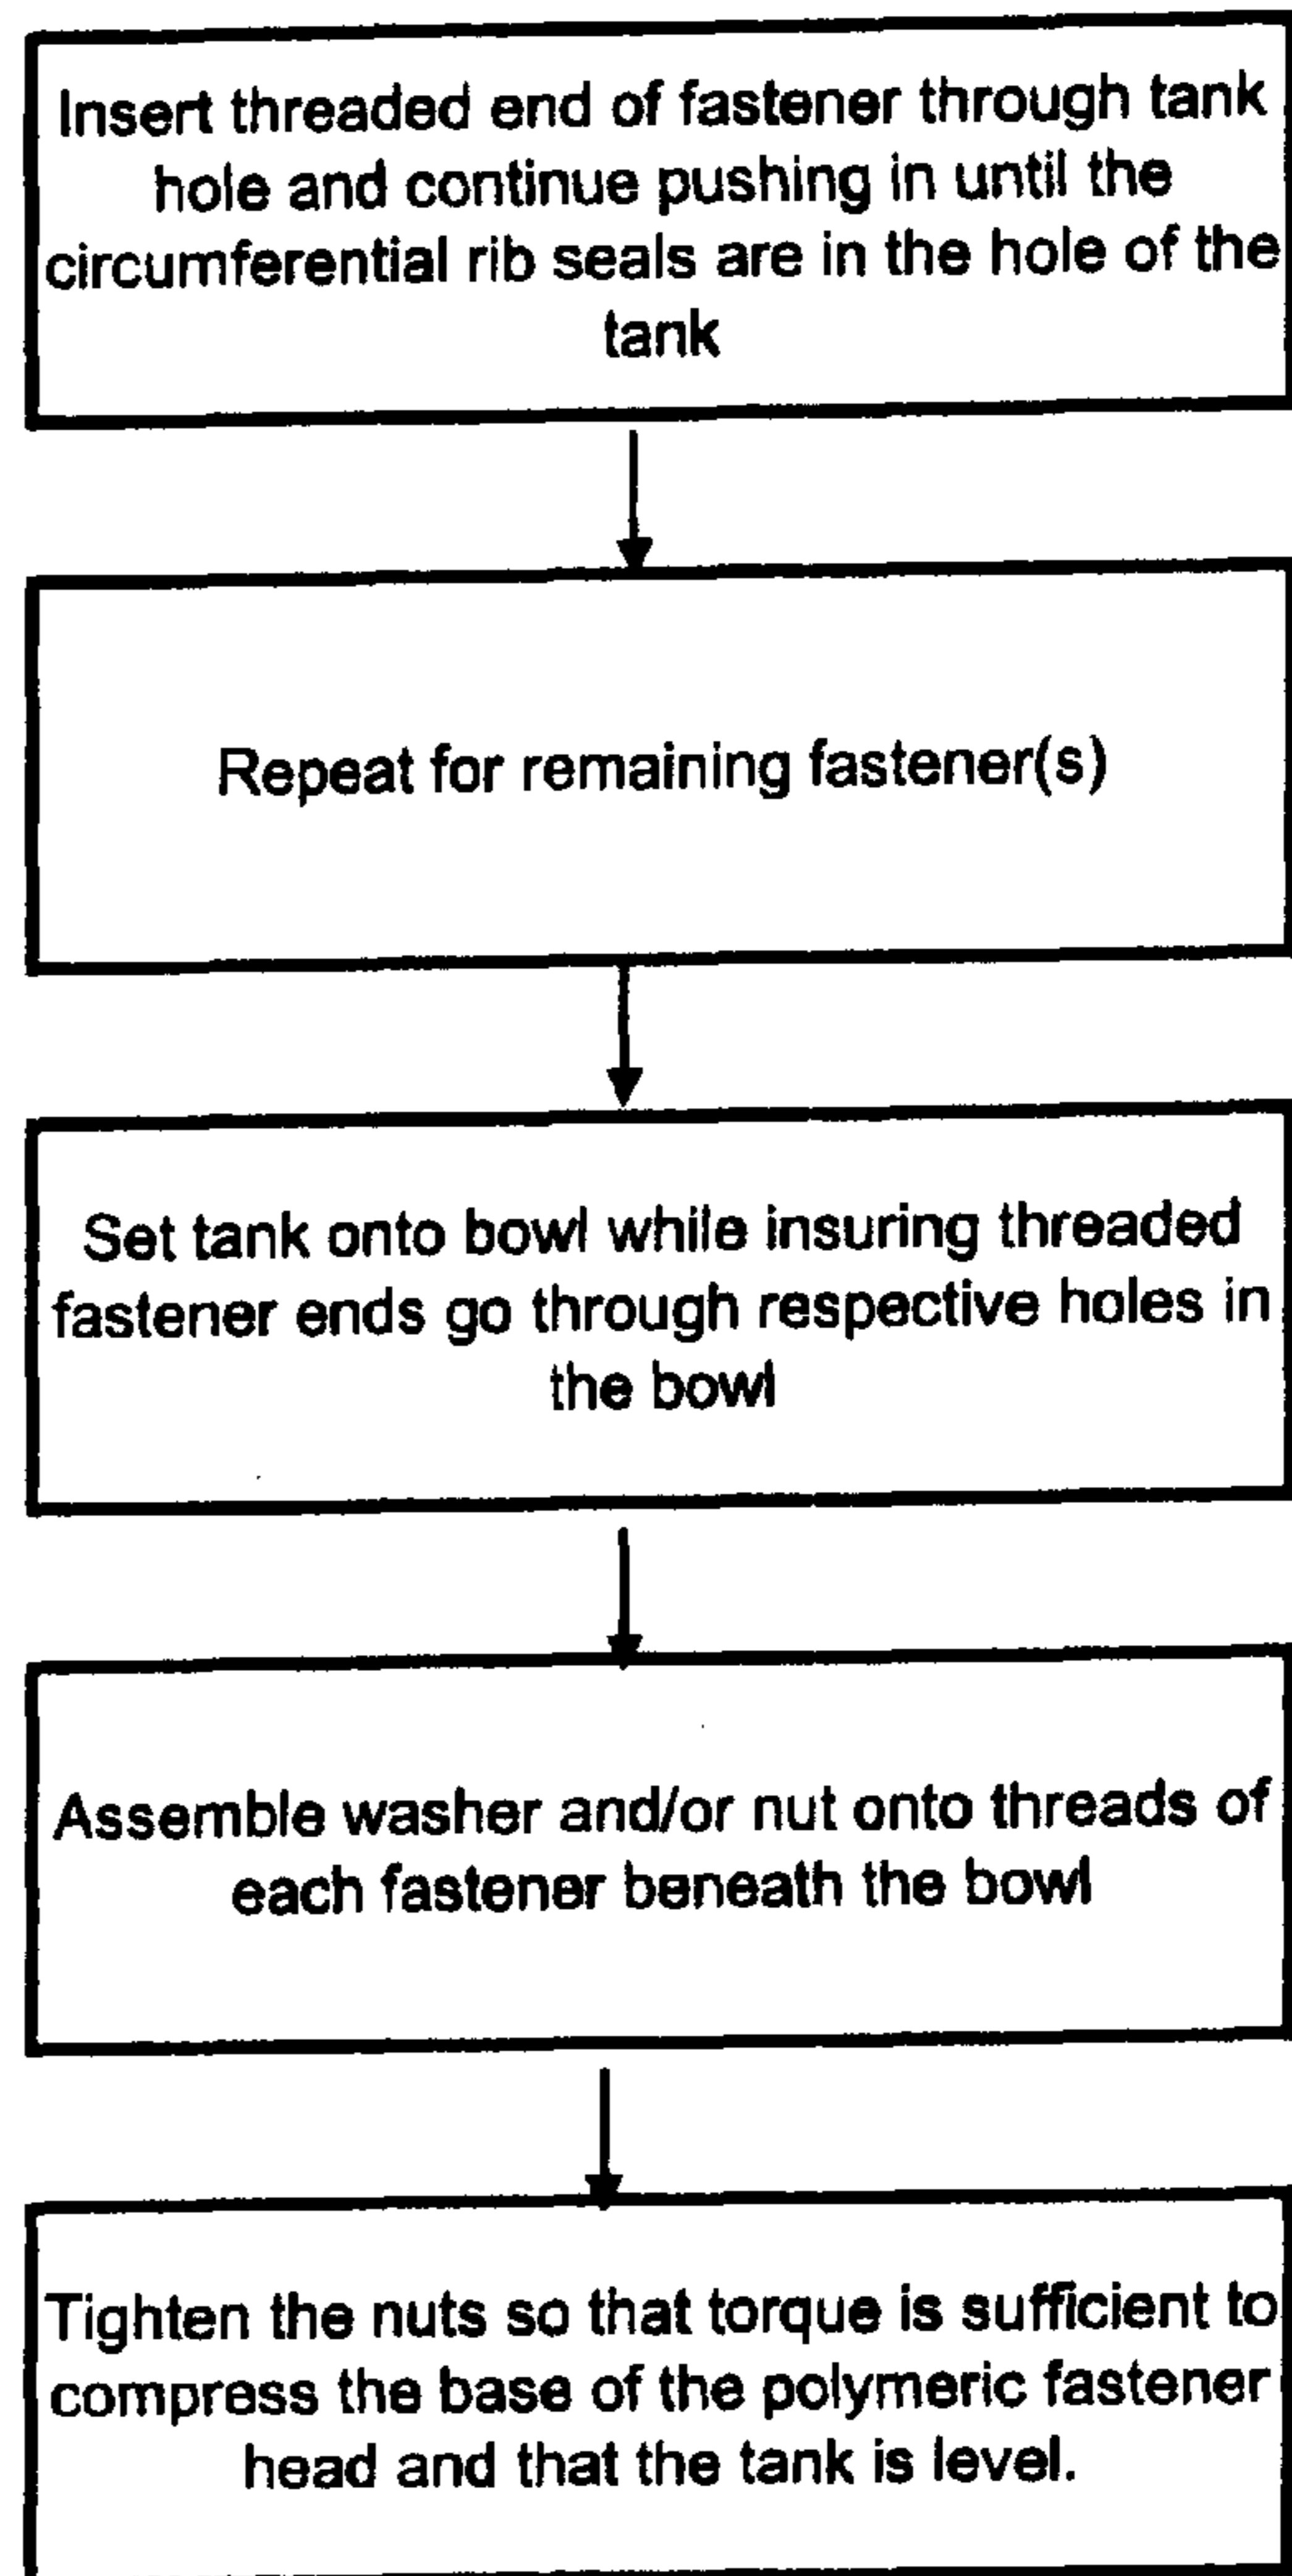 Insert threaded end of fastener through tank
hole and continue pushing in until the
circumferential rib seals are in the hole of the
tank
Repeat for remaining fastener(s)
Set tank onto bowl while insuring threaded
fastener ends go through respective holes in
the bowl
Assemble washer and/or nut onto threads of
each fastener beneath the bowl
Tighten the nuts so that torque is sufficient to
compress the base of the polymeric fastener
head and that the tank is level.